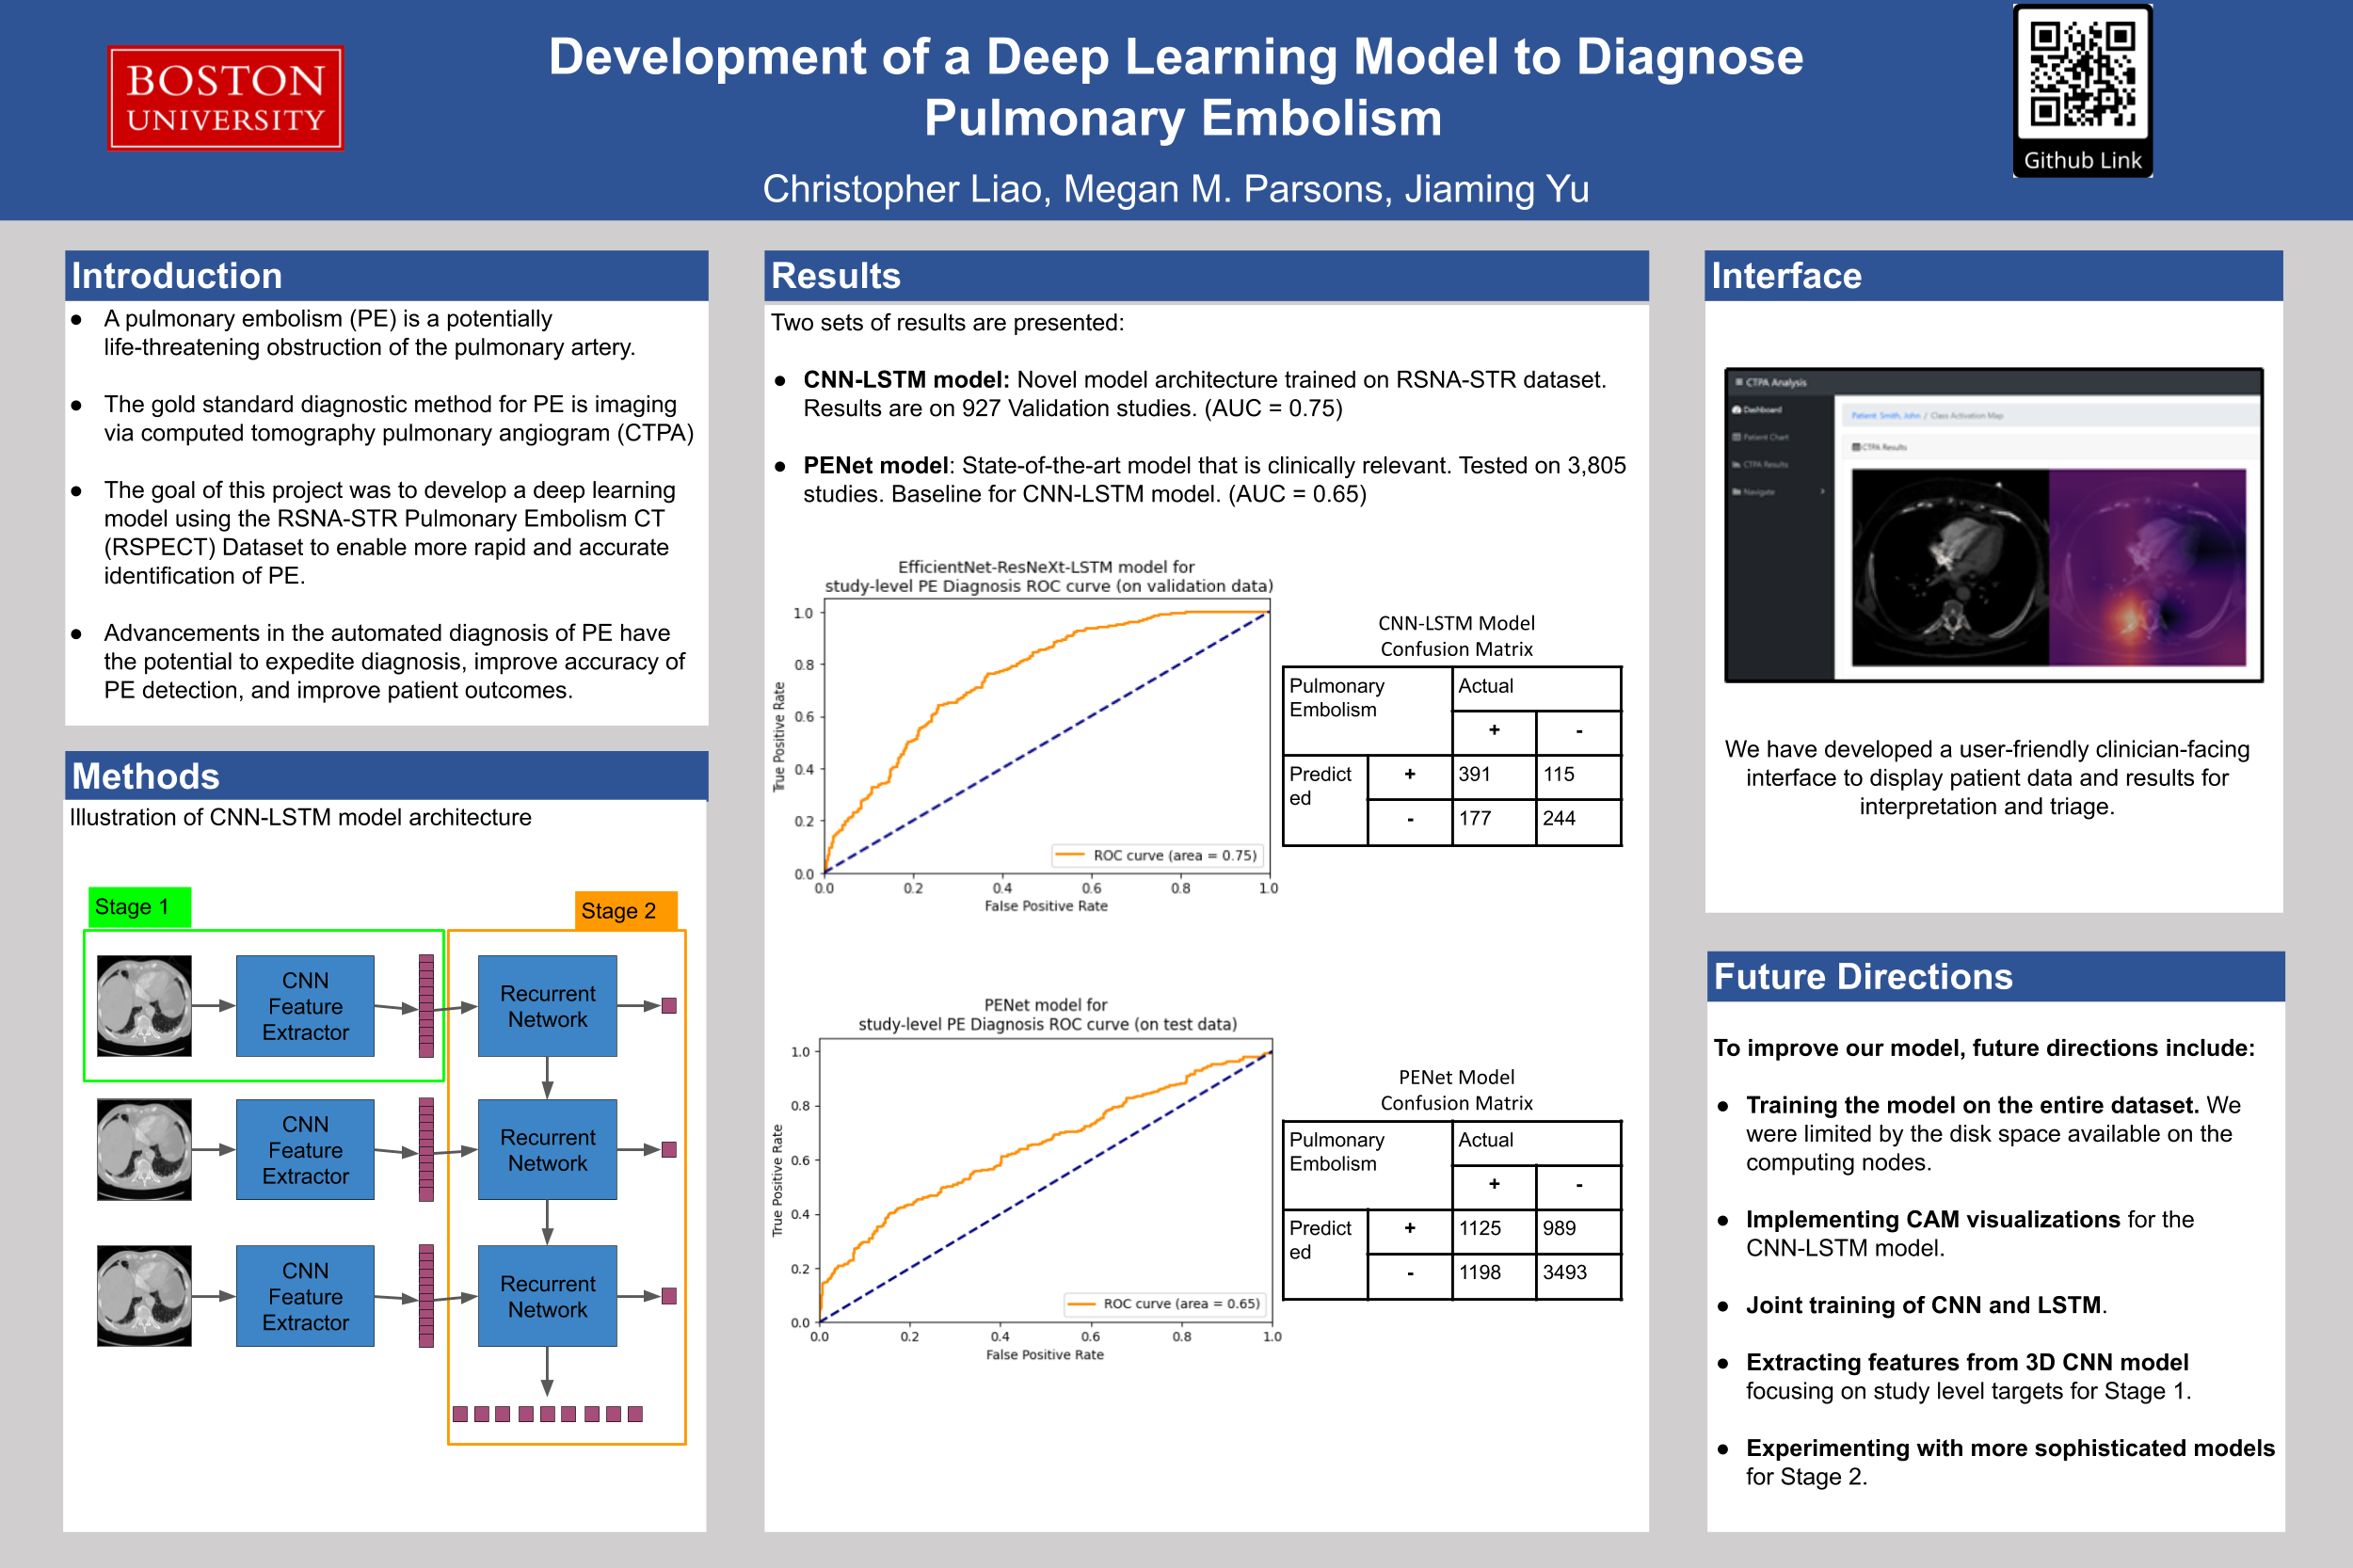 BOSTON
UNIVERSITY
Development of a Deep Learning Model to Diagnose
Pulmonary Embolism
Christopher Liao, Megan M. Parsons, Jiaming Yu
Github Link
Introduction
● A pulmonary embolism (PE) is a potentially
life-threatening obstruction of the pulmonary artery.
● The gold standard diagnostic method for PE is imaging
via computed tomography pulmonary angiogram (CTPA)
● The goal of this project was to develop a deep learning
model using the RSNA-STR Pulmonary Embolism CT
(RSPECT) Dataset to enable more rapid and accurate
identification of PE.
● Advancements in the automated diagnosis of PE have
the potential to expedite diagnosis, improve accuracy of
PE detection, and improve patient outcomes.
Methods
Illustration of CNN-LSTM model architecture
Stage 1
Stage 2
CNN
Feature
Extractor
Recurrent
Network
CNN
Feature
Extractor
Recurrent
Network
CNN
Feature
Extractor
Recurrent
Network
Results
Two sets of results are presented:
● CNN-LSTM model: Novel model architecture trained on RSNA-STR dataset.
Results are on 927 Validation studies. (AUC = 0.75)
● PENet model: State-of-the-art model that is clinically relevant. Tested on 3,805
studies. Baseline for CNN-LSTM model. (AUC = 0.65)
EfficientNet-ResNeXt-LSTM model for
study-level PE Diagnosis ROC curve (on validation data)
True Positive Rate
1.0
0.8
0.6
0.4
0.2
0.0
ROC curve (area = 0.75)
0.0 0.2 0.4 0.6 0.8 1.0
False Positive Rate
CNN-LSTM Model
Confusion Matrix
Pulmonary
Embolism
Actual
+ -
Predict
ed
+ 391 115
- 177 244
PENet model for
study-level PE Diagnosis ROC curve (on test data)
True Positive Rate
1.0
0.8
0.6
0.4
0.2
0.0
ROC curve (area = 0.65)
0.0 0.2 0.4 0.6 0.8 1.0
False Positive Rate
PENet Model
Confusion Matrix
Pulmonary
Embolism
Actual
+ -
Predict
ed
+ 1125 989
- 1198 3493
Interface
CTPA Analysis
Dashboard
Patient Chart
CTPA Results
Navigate
Patient: Smith, John / Class Activation Map
CTPA Results
We have developed a user-friendly clinician-facing
interface to display patient data and results for
interpretation and triage.
Future Directions
To improve our model, future directions include:
● Training the model on the entire dataset. We
were limited by the disk space available on the
computing nodes.
● Implementing CAM visualizations for the
CNN-LSTM model.
● Joint training of CNN and LSTM.
● Extracting features from 3D CNN model
focusing on study level targets for Stage 1.
● Experimenting with more sophisticated models
for Stage 2.